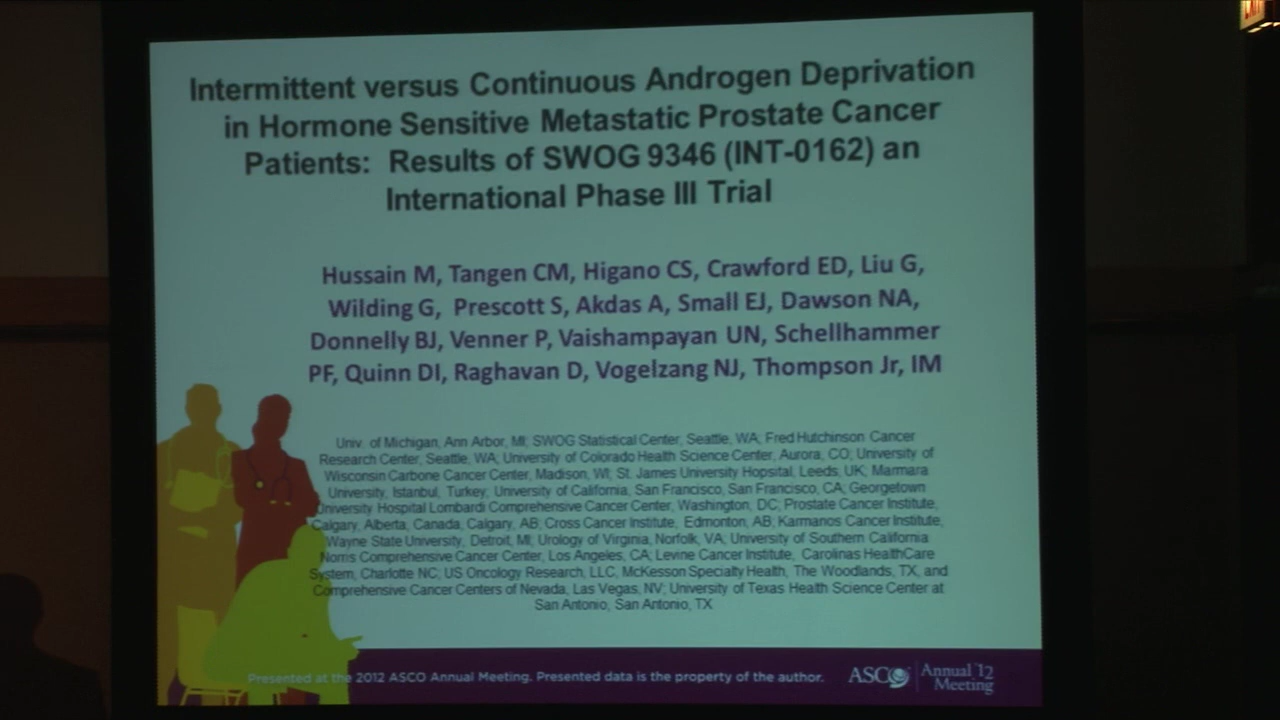 EXIT
Intermittent versus Continuous Androgen Deprivation
in Hormone Sensitive Metastatic Prostate Cancer
Patients: Results of SWOG 9346 (INT-0162) an
International Phase III Trial
Hussain M, Tangen CM, Higano CS, Crawford ED, Liu G,
Wilding G, Prescott S, Akdas A, Small EJ, Dawson NA,
Donnelly BJ, Venner P, Vaishampayan UN, Schellhammer
PF, Quinn DI, Raghavan D, Vogelzang NJ, Thompson Jr, IM
Univ. of Michigan, Ann Arbor, MI; SWOG Statistical Center, Seattle, WA; Fred Hutchinson Cancer
Research Center, Seattle, WA; University of Colorado Health Science Center, Aurora, CO; University of
Wisconsin Carbone Cancer Center, Madison, WI; St. James University Hopsital, Leeds, UK; Marmara
University, Istanbul, Turkey; University of California, San Francisco, San Francisco, CA; Georgetown
University Hospital Lombardi Comprehensive Cancer Center, Washington, DC; Prostate Cancer Institute,
Calgary, Alberta, Canada, Calgary, AB; Cross Cancer Institute, Edmonton, AB; Karmanos Cancer Institute,
Wayne State University, Detroit, MI; Urology of Virginia, Norfolk, VA; University of Southern California
Norris Comprehensive Cancer Center, Los Angeles, CA; Levine Cancer Institute, Carolinas HealthCare
System, Charlotte NC; US Oncology Research, LLC, McKesson Specialty Health, The Woodlands, TX, and
Comprehensive Cancer Centers of Nevada, Las Vegas, NV; University of Texas Health Science Center at
San Antonio, San Antonio, TX
Presented at the 2012 ASCO Annual Meeting. Presented data is the property of the author.
ASCO
Annual '12
Meeting